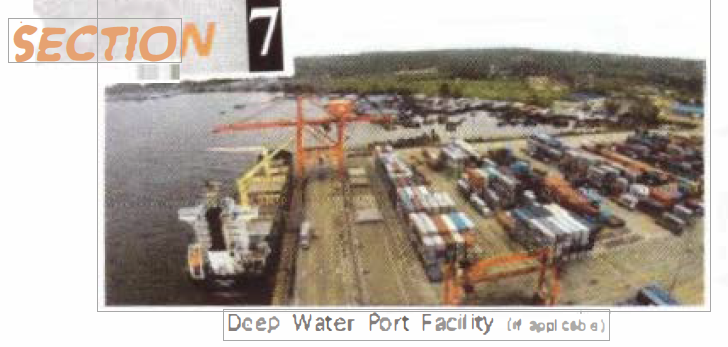 SECTION 7
Deep Water Port Facility (if applicable)